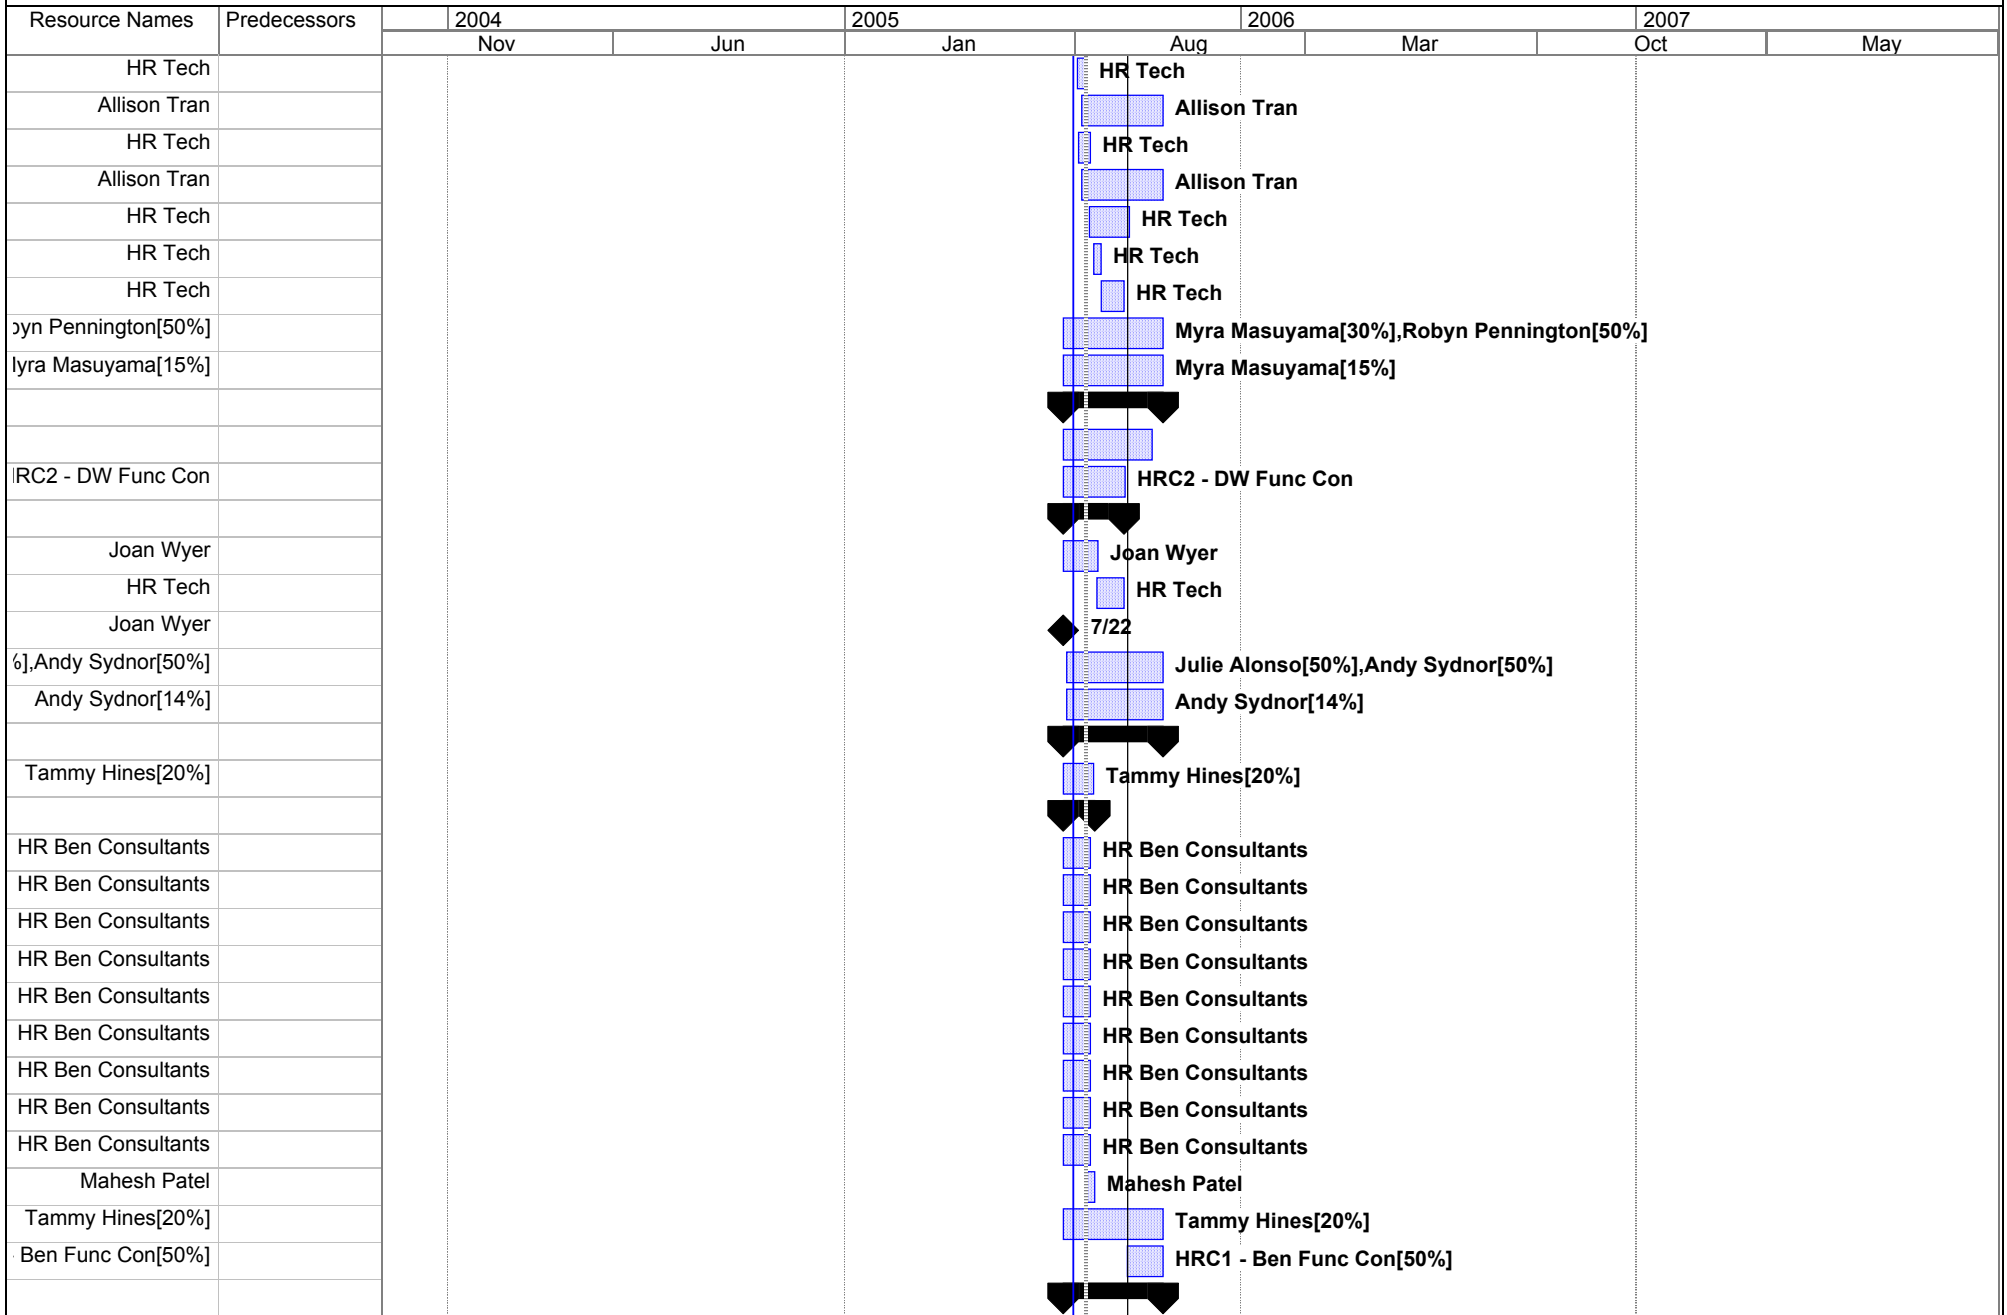 Resource Names Predecessors 2004 2005 2006 2007
Nov Jun Jan Aug Mar Oct May
HR Tech HR Tech
Allison Tran Allison Tran
HR Tech HR Tech
Allison Tran Allison Tran
HR Tech HR Tech
HR Tech HR Tech
HR Tech HR Tech
Pennington[50%] Myra Masuyama[30%],Robyn Pennington[50%]
Masuyama[15%] Myra Masuyama[15%]
- DW Func Con HRC2 - DW Func Con
Joan Wyer Joan Wyer
HR Tech HR Tech
Joan Wyer 7/22
%],Andy Sydnor[50%] Julie Alonso[50%],Andy Sydnor[50%]
Andy Sydnor[14%] Andy Sydnor[14%]
Tammy Hines[20%] Tammy Hines[20%]
HR Ben Consultants HR Ben Consultants
HR Ben Consultants HR Ben Consultants
HR Ben Consultants HR Ben Consultants
HR Ben Consultants HR Ben Consultants
HR Ben Consultants HR Ben Consultants
HR Ben Consultants HR Ben Consultants
HR Ben Consultants HR Ben Consultants
HR Ben Consultants HR Ben Consultants
HR Ben Consultants HR Ben Consultants
Mahesh Patel Mahesh Patel
Tammy Hines[20%] Tammy Hines[20%]
Ben Func Con[50%] HRC1 - Ben Func Con[50%]